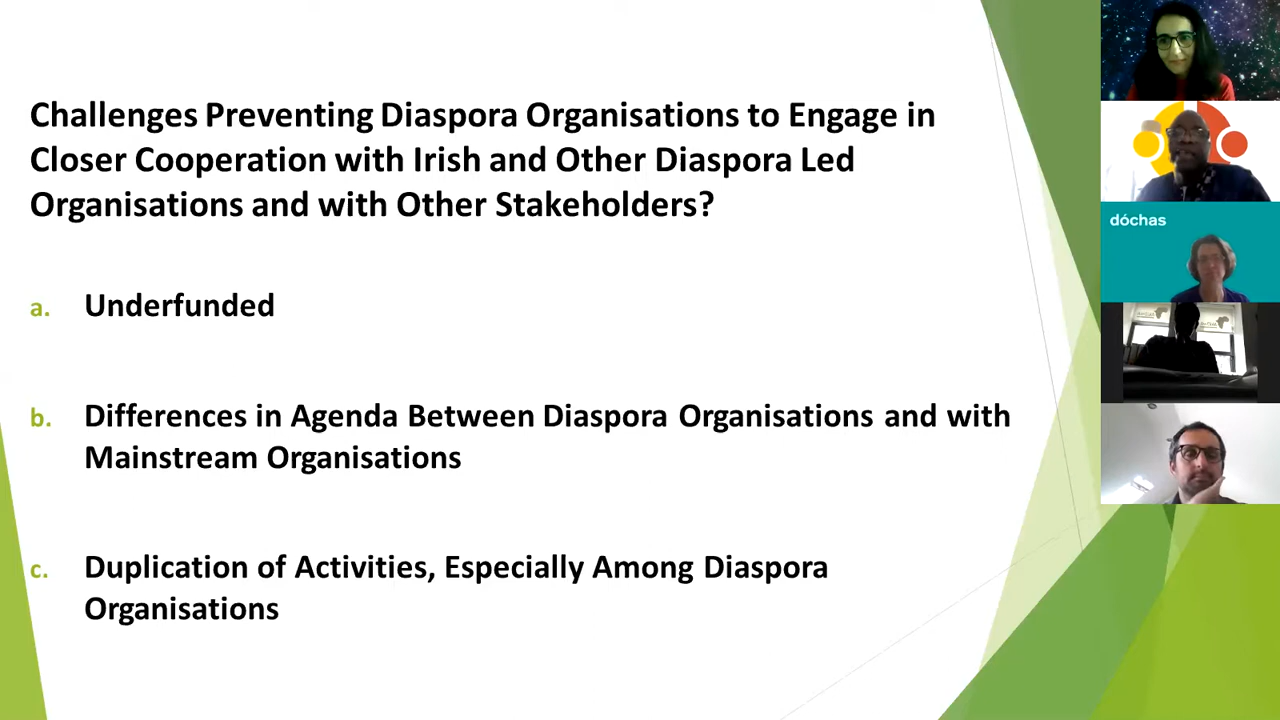 Challenges Preventing Diaspora Organisations to Engage in
Closer Cooperation with Irish and Other Diaspora Led
Organisations and with Other Stakeholders?
a. Underfunded
b. Differences in Agenda Between Diaspora Organisations and with
Mainstream Organisations
c. Duplication of Activities, Especially Among Diaspora
Organisations
dóchas